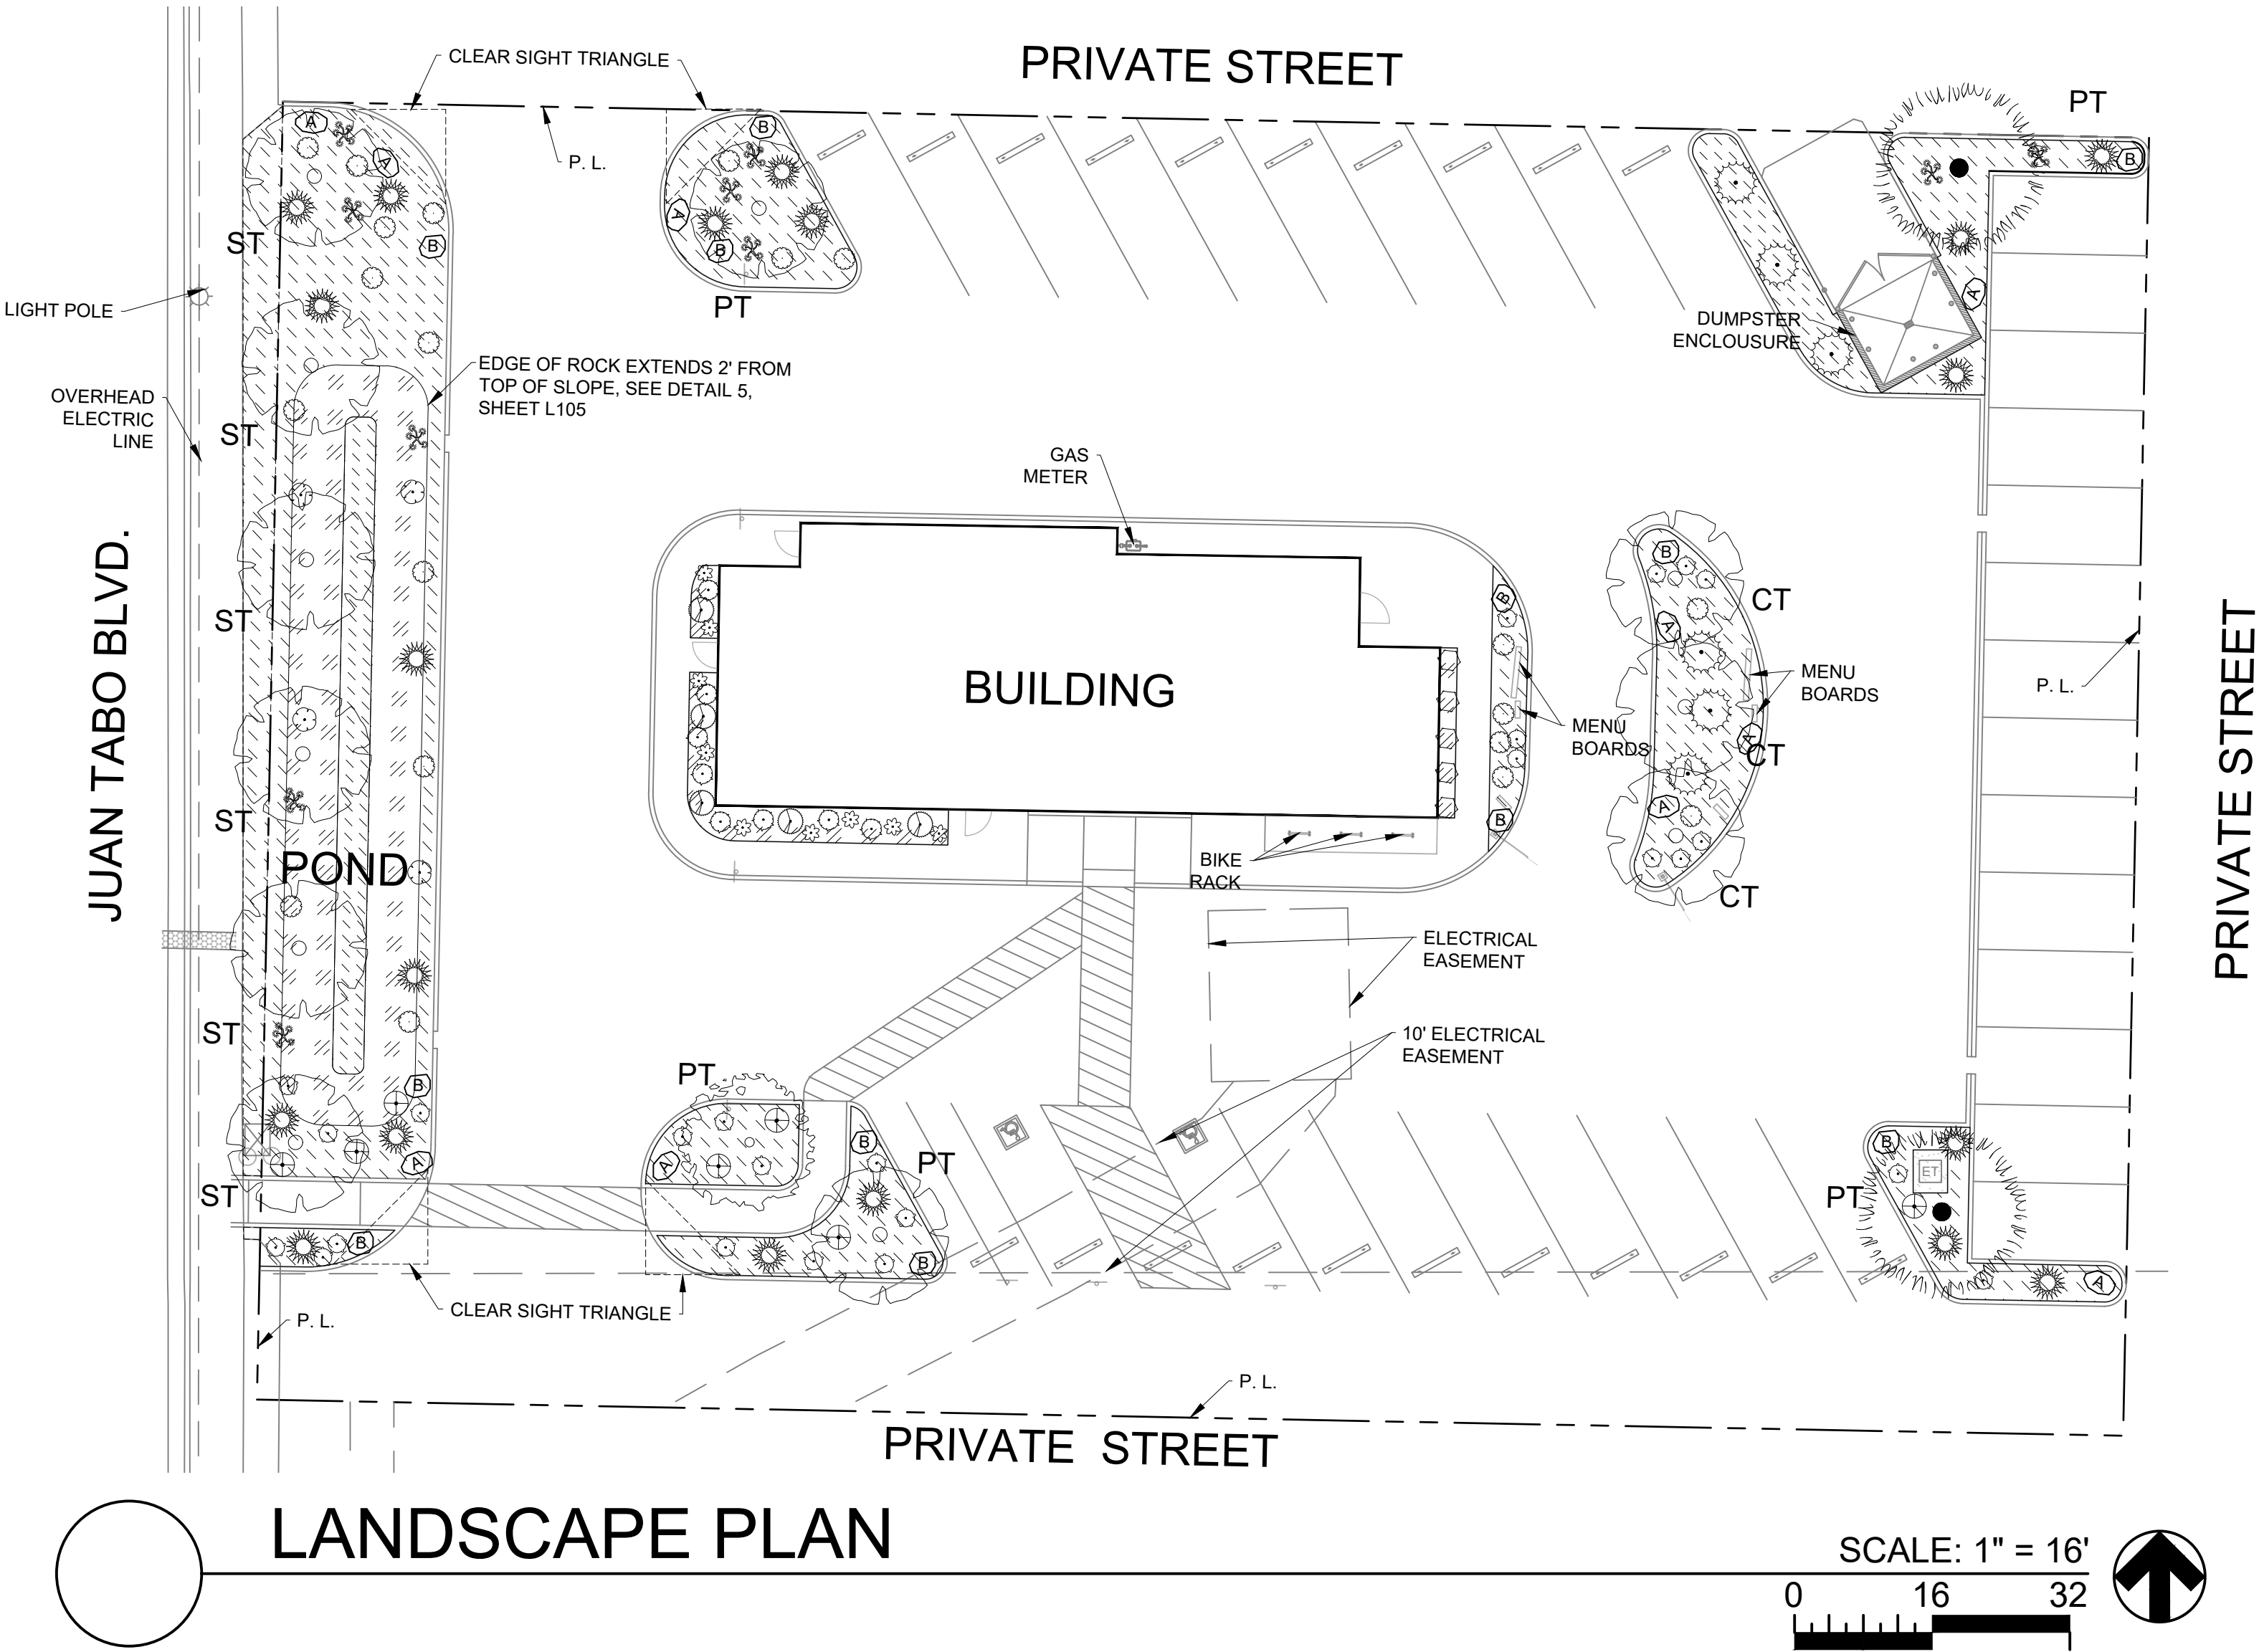 PRIVATE STREET
CLEAR SIGHT TRIANGLE
PT
A
B
B
A
A
P. L.
B
A
B
ST
B
A
PT
LIGHT POLE
DUMPSTER
ENCLOUSURE
EDGE OF ROCK EXTENDS 2' FROM
TOP OF SLOPE, SEE DETAIL 5,
SHEET L105
OVERHEAD
ELECTRIC
LINE
ST
GAS
METER
JUAN TABO BLVD.
B
B
CT
A
ST
BUILDING
MENU
BOARDS
P. L.
PRIVATE STREET
MENU
BOARDS
A
CT
ST
A
B
POND
BIKE
RACK
CT
ELECTRICAL
EASEMENT
ST
10' ELECTRICAL
EASEMENT
PT
B
B
B
A
A
PT
ET
ST
PT
B
B
A
CLEAR SIGHT TRIANGLE
P. L.
P. L.
PRIVATE STREET
LANDSCAPE PLAN
SCALE: 1" = 16'
0 16 32